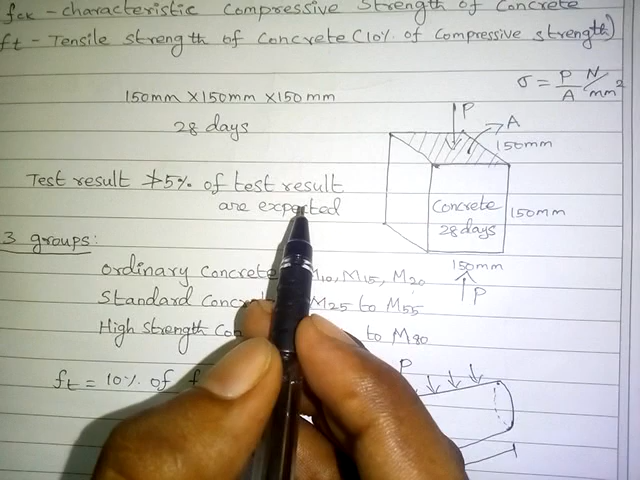 fck - characteristic Compressive Strength of Concrete
ft - Tensile strength of concrete (10% of compressive strength)
σ = P/A N/mm²
150mm × 150mm × 150mm
28 days
P
A
150mm
Test result ≯ 5% of test result
are expected
Concrete
28 days
150mm
150mm
P
3 groups:
Ordinary concrete M10, M15, M20
Standard Conc M25 to M55
High Strength Con to M80
P
ft = 10% of f